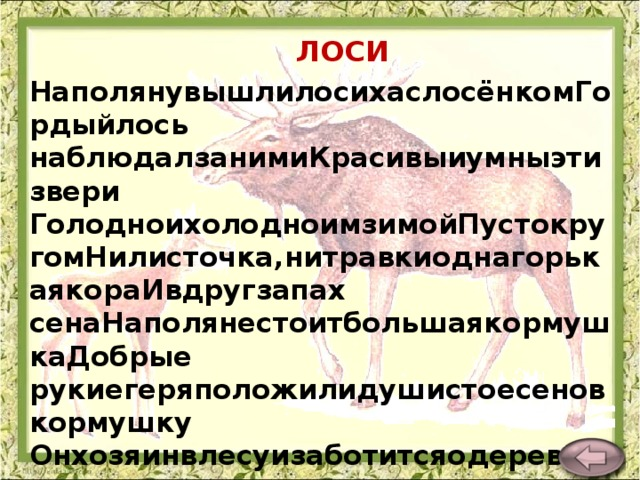 ЛОСИ
НаполянувышлилосихаслосёнкомГо
рдыйлось
наблюдалзанимиКрасивыиумныэти
звери
ГолодноихолодноимзимойПустокру
гомНилисточка,нитравкиоднагорьк
аякораИвдругзапах
сенаНаполянестоитбольшаякормуш
каДобрые
рукиегеряположилидушистоесенов
кормушку
Онхозяинвлесуизаботитсяодерев